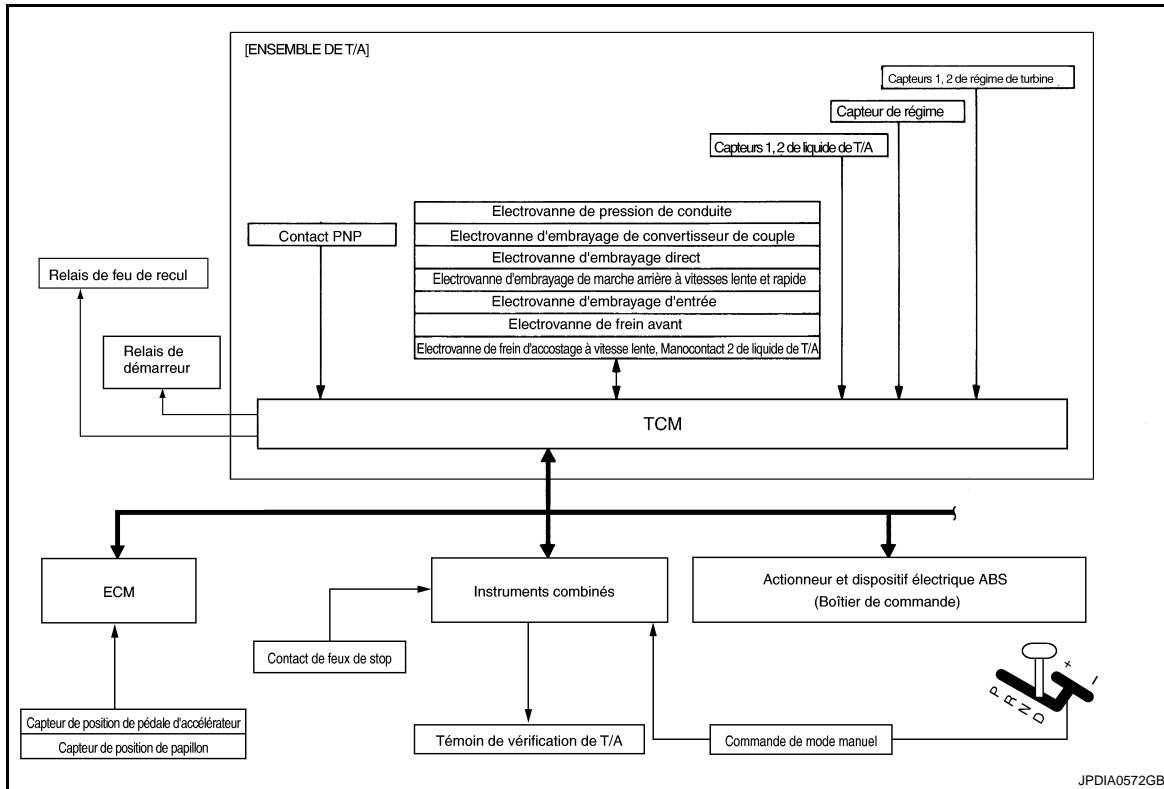 [ENSEMBLE DE T/A]
Capteurs 1, 2 de régime de turbine
Capteur de régime
Capteurs 1, 2 de liquide de T/A
Electrovanne de pression de conduite
Contact PNP
Electrovanne d'embrayage de convertisseur de couple
Electrovanne d'embrayage direct
Relais de feu de recul
Electrovanne d'embrayage de marche arrière à vitesses lente et rapide
Electrovanne d'embrayage d'entrée
Electrovanne de frein avant
Relais de
démarreur
Electrovanne de frein d'accostage à vitesse lente, Manocontact 2 de liquide de T/A
TCM
ECM
Instruments combinés
Actionneur et dispositif électrique ABS
(Boîtier de commande)
Contact de feux de stop
+ –
P R N D
Capteur de position de pédale d'accélérateur
Capteur de position de papillon
Témoin de vérification de T/A
Commande de mode manuel
JPDIA0572GB